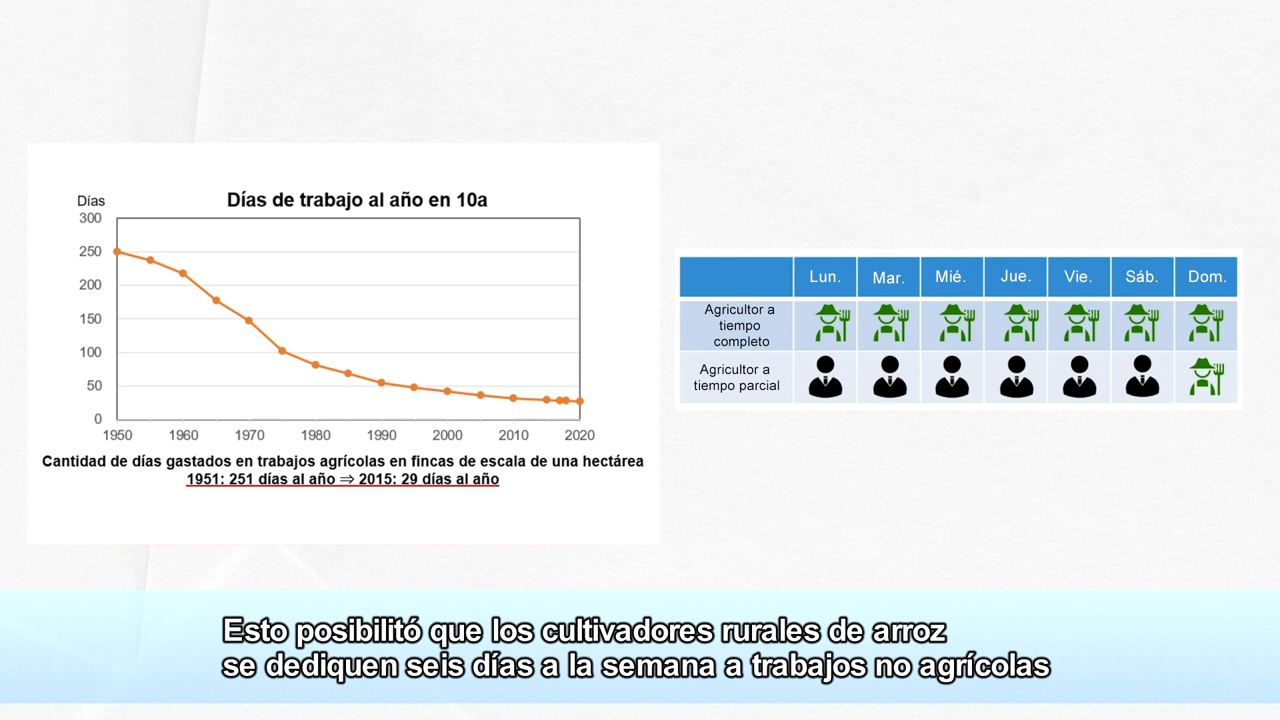 Días de trabajo al año en 10a
Días
300
250
200
150
100
50
0
1950 1960 1970 1980 1990 2000 2010 2020
Cantidad de días gastados en trabajos agrícolas en fincas de escala de una hectárea
1951: 251 días al año ⇒ 2015: 29 días al año
Lun. Mar. Mié. Jue. Vie. Sáb. Dom.
Agricultor a
tiempo
completo
Agricultor a
tiempo parcial
Esto posibilitó que los cultivadores rurales de arroz
se dediquen seis días a la semana a trabajos no agrícolas